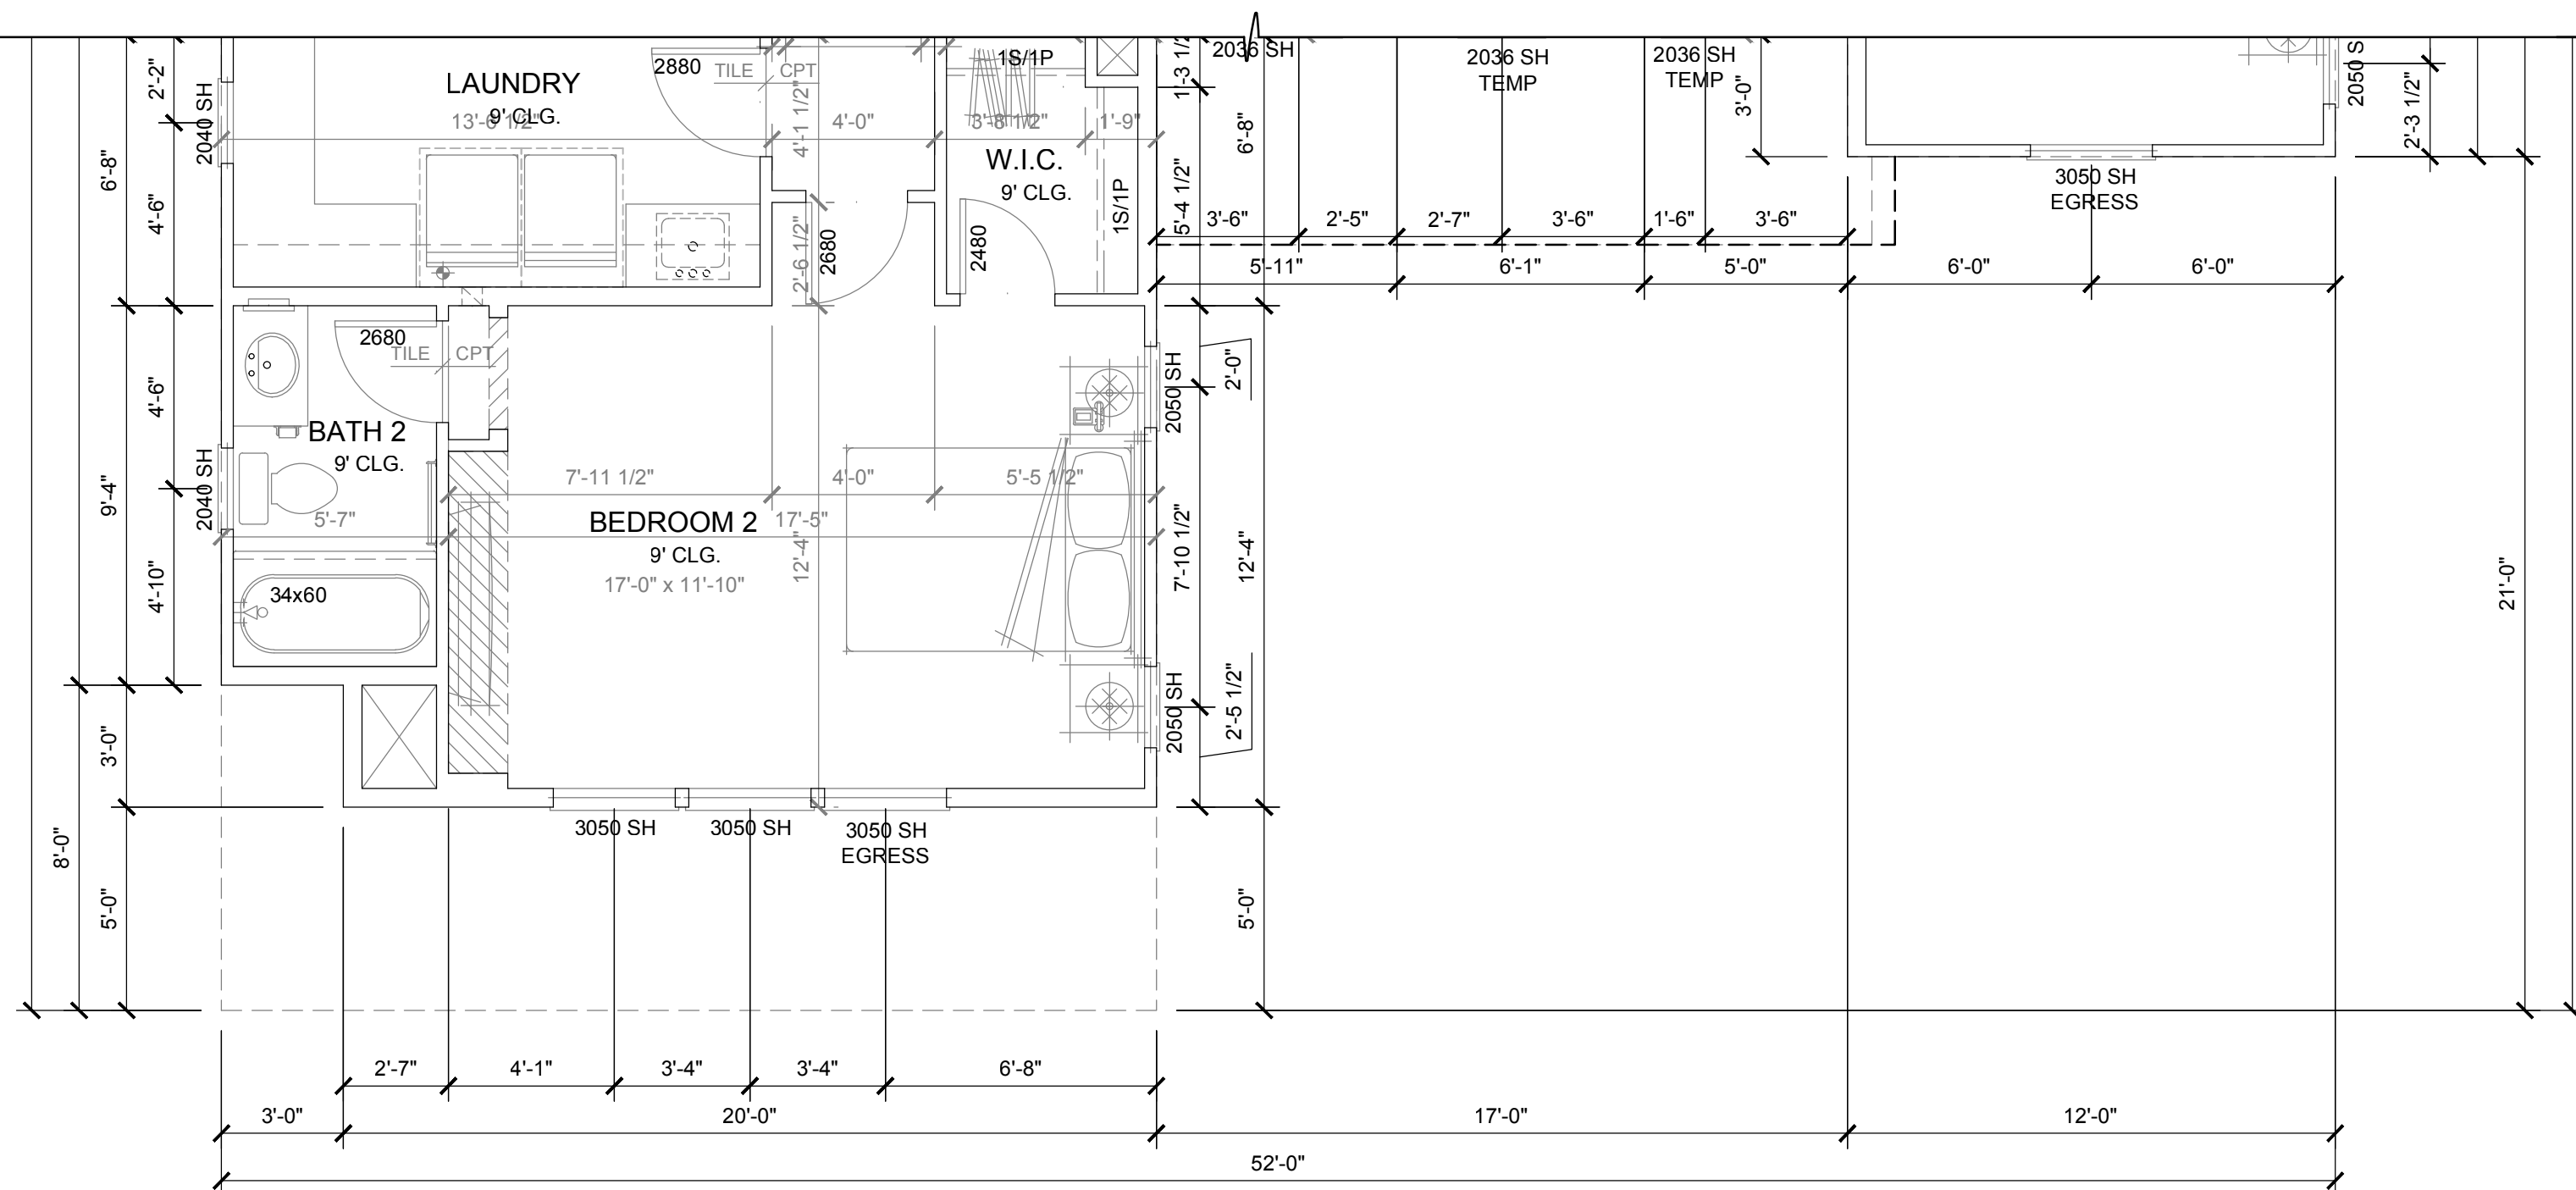 2'-2"
2040 SH
LAUNDRY
9' CLG.
13'-6 1/2"
2880
TILE
CPT
4'-1 1/2"
4'-0"
1S/1P
3'-8 1/2"
1'-9"
W.I.C.
9' CLG.
1S/1P
2036 SH
2036 SH
TEMP
2036 SH
TEMP
3'-0"
2'-3 1/2"
6'-8"
4'-6"
6'-8"
5'-4 1/2"
3050 SH
EGRESS
2'-6 1/2"
2680
2480
3'-6"
2'-5"
2'-7"
3'-6"
1'-6"
3'-6"
5'-11"
6'-1"
5'-0"
6'-0"
6'-0"
2680
TILE
CPT
4'-6"
BATH 2
9' CLG.
2050 SH
2'-0"
9'-4"
2040 SH
5'-7"
7'-11 1/2"
4'-0"
5'-5 1/2"
BEDROOM 2
9' CLG.
17'-0" x 11'-10"
17'-5"
12'-4"
7'-10 1/2"
12'-4"
21'-0"
4'-10"
34x60
2050 SH
2'-5 1/2"
3'-0"
3050 SH
3050 SH
3050 SH
EGRESS
8'-0"
5'-0"
5'-0"
2'-7"
4'-1"
3'-4"
3'-4"
6'-8"
3'-0"
20'-0"
17'-0"
12'-0"
52'-0"